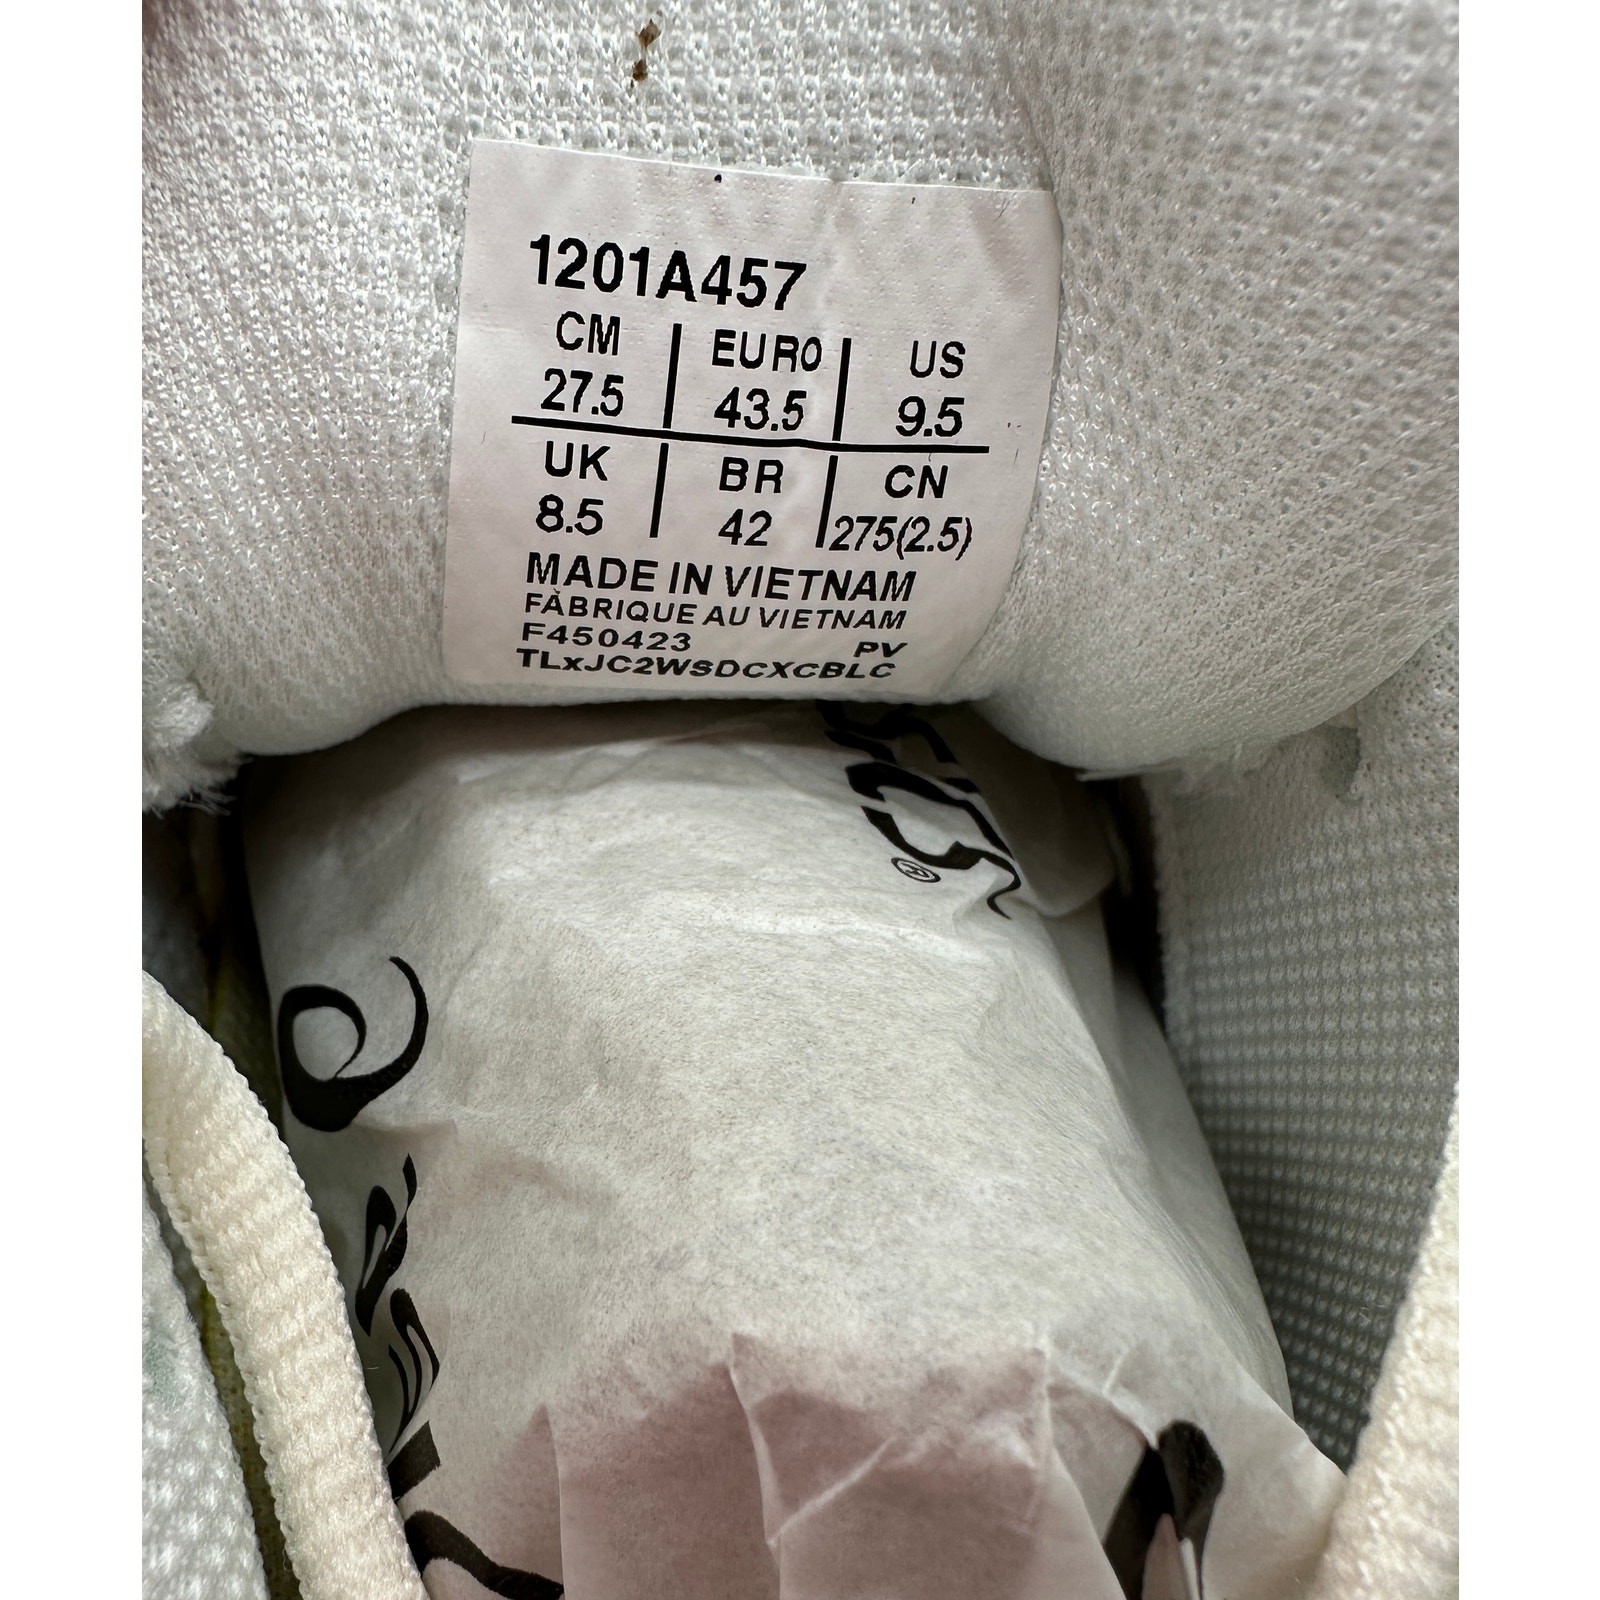 1201A457
CM EURO US
27.5 43.5 9.5
UK BR CN
8.5 42 275(2.5)
MADE IN VIETNAM
FABRIQUE AU VIETNAM
F450423 PV
TLxJC2WSDCXCBLC
®